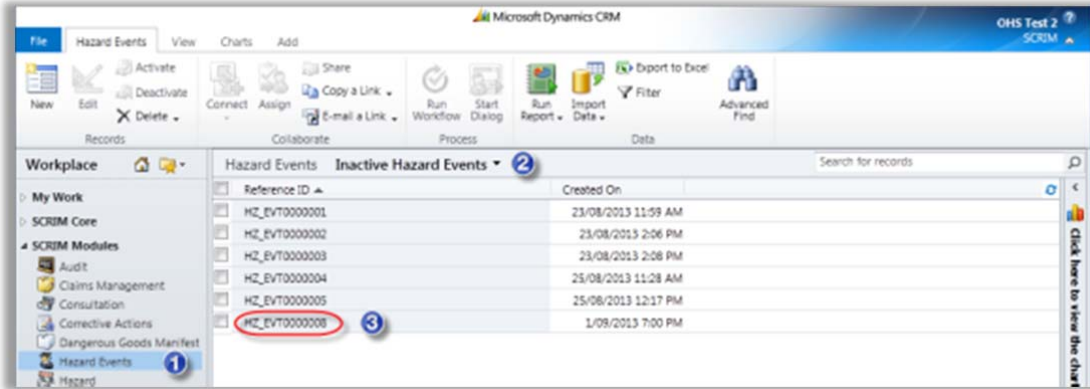 Microsoft Dynamics CRM
OHS Test 2
SCRIM
File Hazard Events View Charts Add
New
Edit
Activate
Deactivate
Delete
Records
Connect
Assign
Share
Copy a Link
E-mail a Link
Collaborate
Run Workflow
Start Dialog
Process
Run Report
Import Data
Export to Excel
Filter
Advanced Find
Data
Workplace
Hazard Events Inactive Hazard Events 2
Search for records
Reference ID Created On
My Work
SCRIM Core
SCRIM Modules
Audit
Claims Management
Consultation
Corrective Actions
Dangerous Goods Manifest
Hazard Events 1
Hazard
HZ_EVT0000001 23/08/2013 11:59 AM
HZ_EVT0000002 23/08/2013 2:06 PM
HZ_EVT0000003 23/08/2013 2:08 PM
HZ_EVT0000004 25/08/2013 11:28 AM
HZ_EVT0000005 25/08/2013 12:17 PM
HZ_EVT0000008 3 1/09/2013 7:00 PM
Click here to view the char